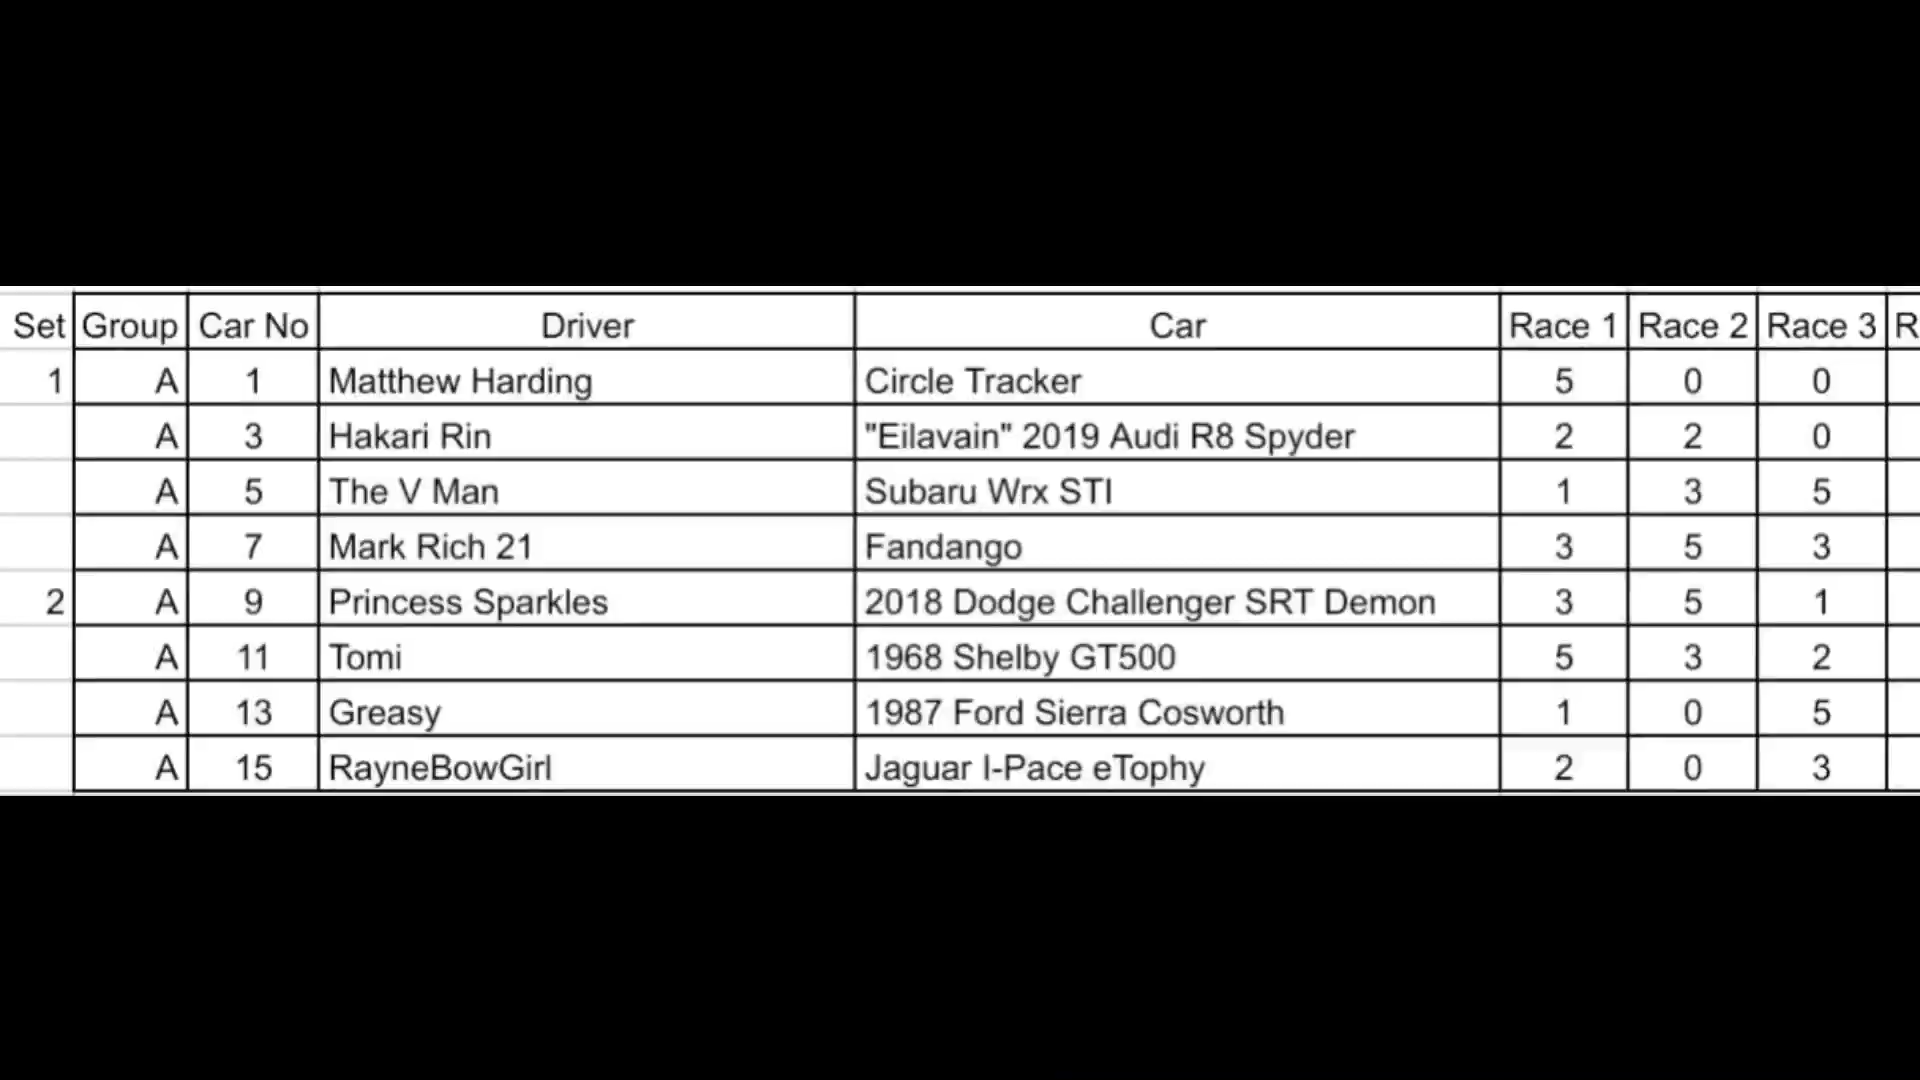 Set Group Car No Driver Car Race 1 Race 2 Race 3 R
1 A 1 Matthew Harding Circle Tracker 5 0 0
A 3 Hakari Rin "Eilavain" 2019 Audi R8 Spyder 2 2 0
A 5 The V Man Subaru Wrx STI 1 3 5
A 7 Mark Rich 21 Fandango 3 5 3
2 A 9 Princess Sparkles 2018 Dodge Challenger SRT Demon 3 5 1
A 11 Tomi 1968 Shelby GT500 5 3 2
A 13 Greasy 1987 Ford Sierra Cosworth 1 0 5
A 15 RayneBowGirl Jaguar I-Pace eTophy 2 0 3